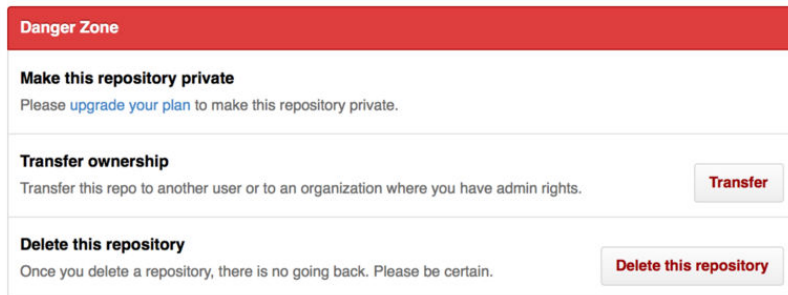 Danger Zone
Make this repository private
Please upgrade your plan to make this repository private.
Transfer ownership
Transfer this repo to another user or to an organization where you have admin rights.
Transfer
Delete this repository
Once you delete a repository, there is no going back. Please be certain.
Delete this repository